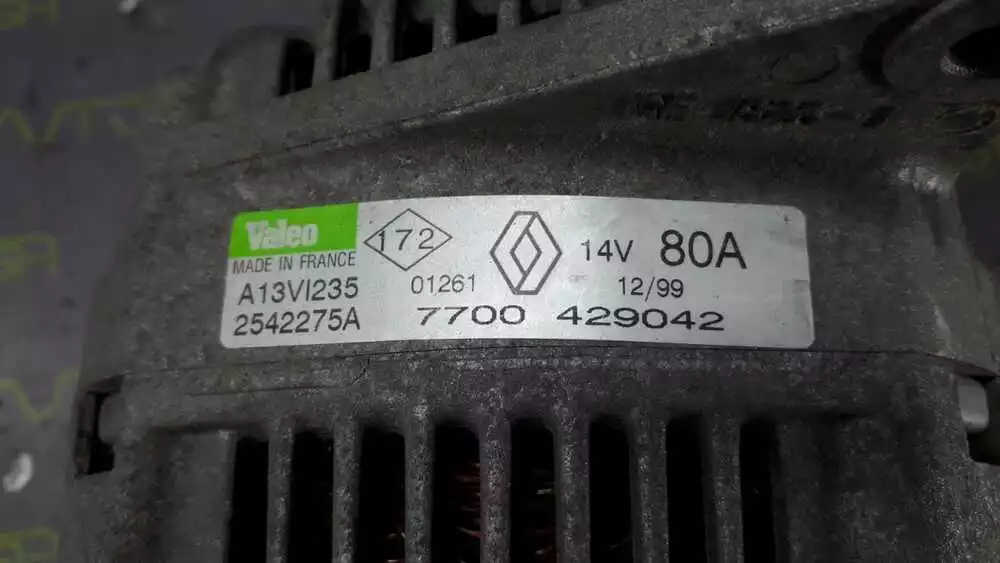 Valeo
MADE IN FRANCE
A13VI235
2542275A
172
01261
14V 80A
12/99
7700 429042